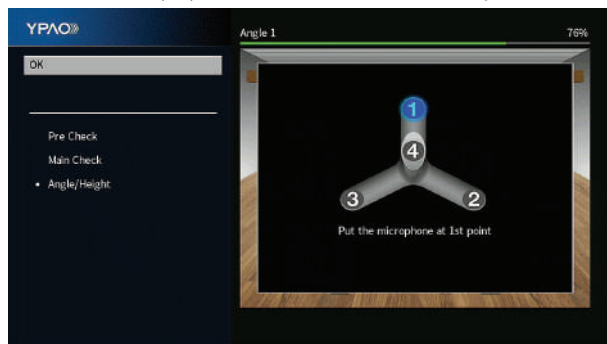 YPAO
Angle 1
76%
OK
Pre Check
Main Check
• Angle/Height
1
4
3
2
Put the microphone at 1st point